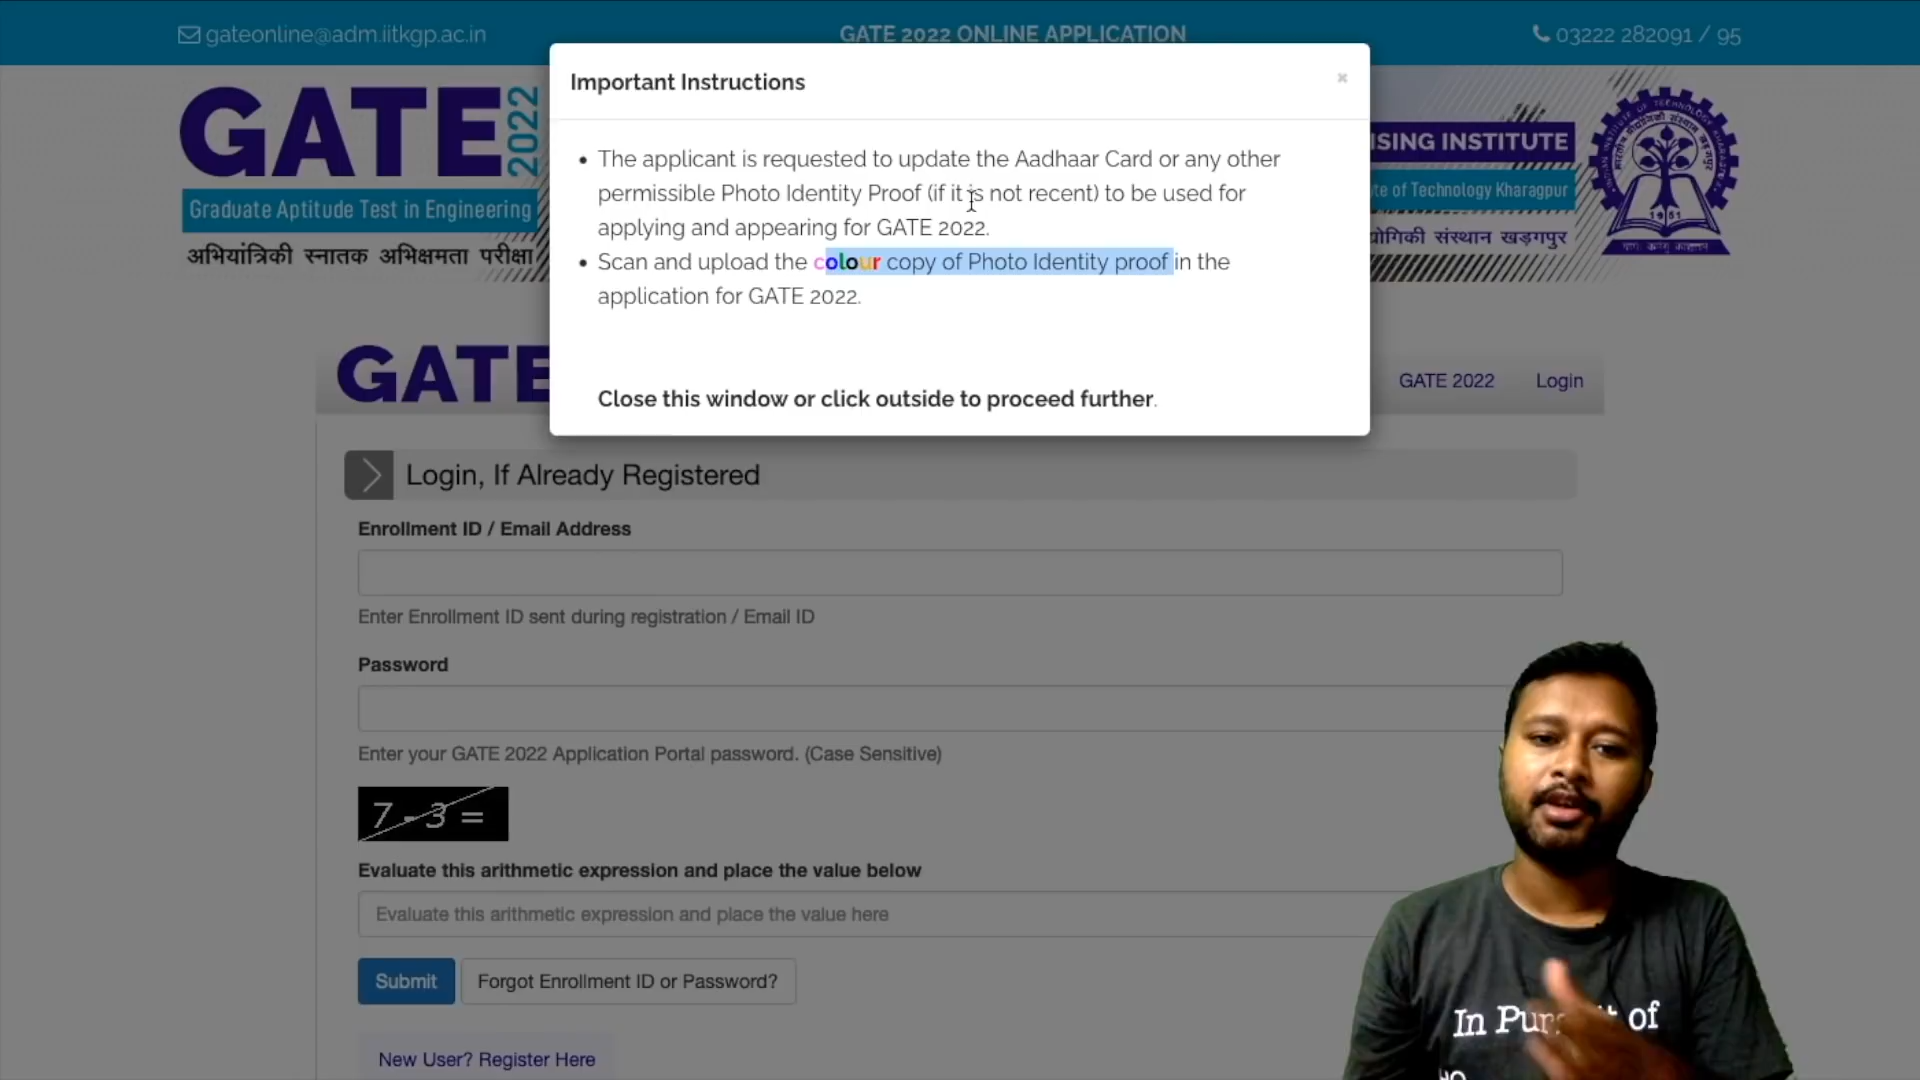 gateonline@adm.iitkgp.ac.in
GATE 2022 ONLINE APPLICATION
03222 282091 / 95
GATE 2022
Graduate Aptitude Test in Engineering
अभियांत्रिकी स्नातक अभिक्षमता परीक्षा
ISING INSTITUTE
te of Technology Kharagpur
द्योगिकी संस्थान खड़गपुर
1951
Important Instructions
×
• The applicant is requested to update the Aadhaar Card or any other
permissible Photo Identity Proof (if it is not recent) to be used for
applying and appearing for GATE 2022.
• Scan and upload the colour copy of Photo Identity proof in the
application for GATE 2022.
Close this window or click outside to proceed further.
GATE
GATE 2022
Login
Login, If Already Registered
Enrollment ID / Email Address
Enter Enrollment ID sent during registration / Email ID
Password
Enter your GATE 2022 Application Portal password. (Case Sensitive)
7 - 3 =
Evaluate this arithmetic expression and place the value below
Evaluate this arithmetic expression and place the value here
Submit
Forgot Enrollment ID or Password?
New User? Register Here
In Pur it of